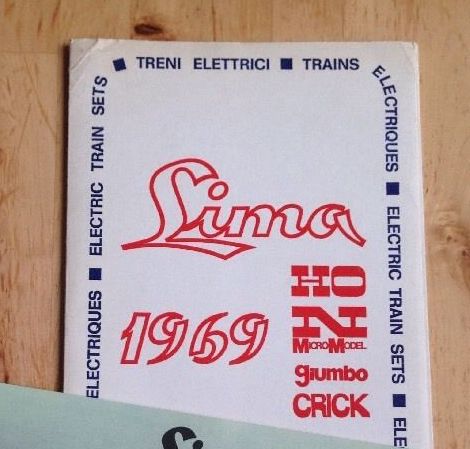 ■ TRENI ELETTRICI ■ TRAINS ELECTRIQUES ■ ELECTRIC TRAIN SETS ■
ELECTRIQUES ■ ELECTRIC TRAIN SETS
Lima
1969
HO
N
MICROMODEL
giumbo
CRICK